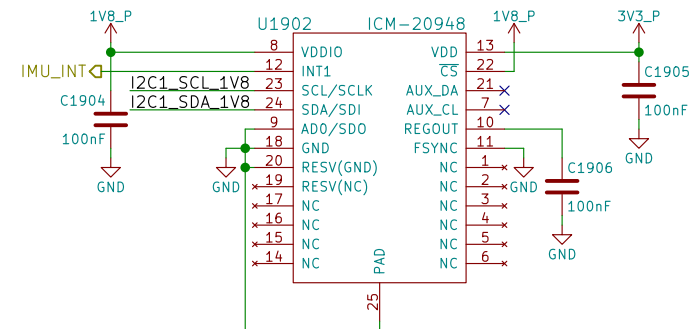 1V8_P
1V8_P
3V3_P
U1902
ICM-20948
8
VDDIO
VDD
13
IMU_INT
12
INT1
CS
22
I2C1_SCL_1V8
23
SCL/SCLK
AUX_DA
21
C1905
I2C1_SDA_1V8
24
SDA/SDI
AUX_CL
7
100nF
C1904
9
AD0/SDO
REGOUT
10
100nF
18
GND
FSYNC
11
GND
20
RESV(GND)
NC
1
C1906
GND
GND
19
RESV(NC)
NC
2
GND
17
NC
NC
3
100nF
16
NC
NC
4
15
NC
NC
5
GND
14
NC
NC
6
PAD
25